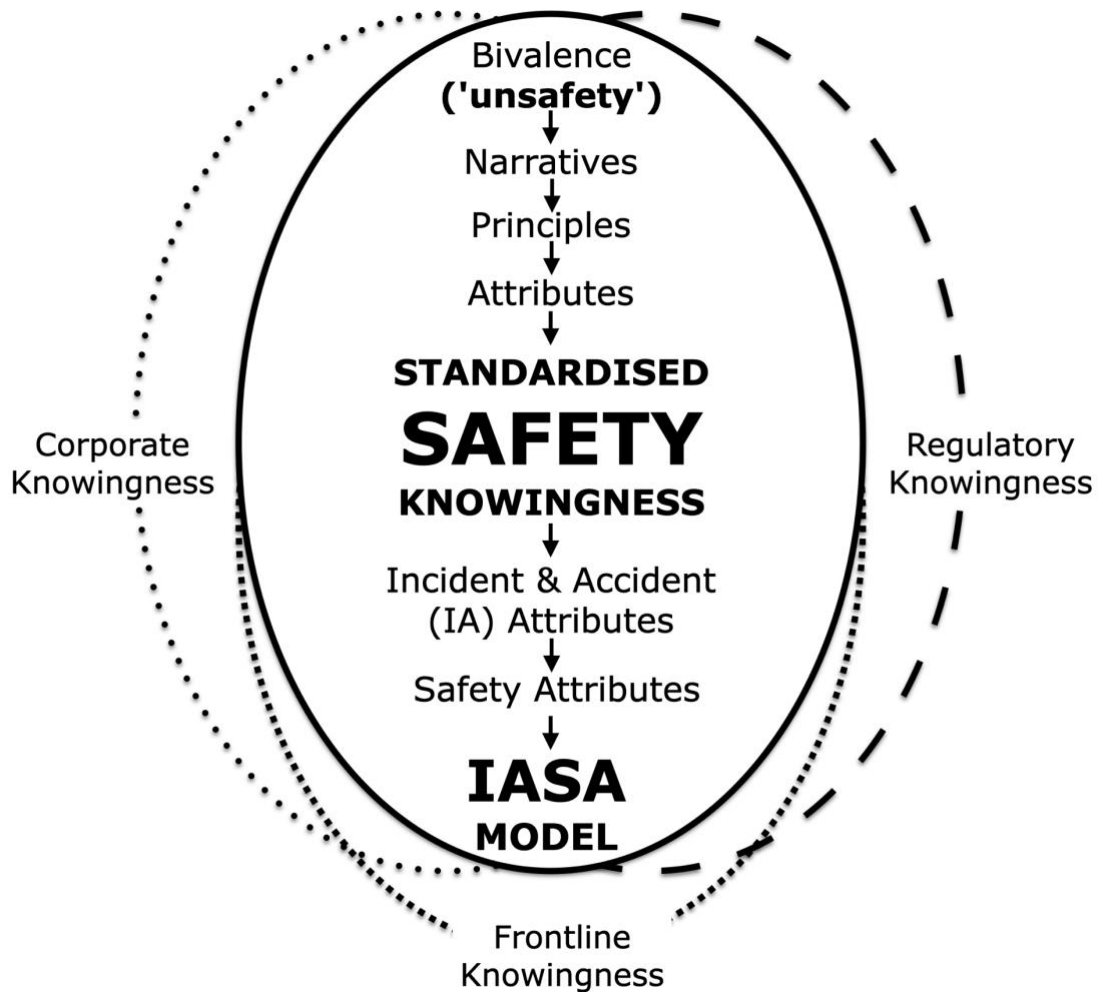 Bivalence
('unsafety')
Narratives
Principles
Attributes
STANDARDISED
SAFETY
KNOWINGNESS
Corporate
Knowingness
Regulatory
Knowingness
Incident & Accident
(IA) Attributes
Safety Attributes
IASA
MODEL
Frontline
Knowingness